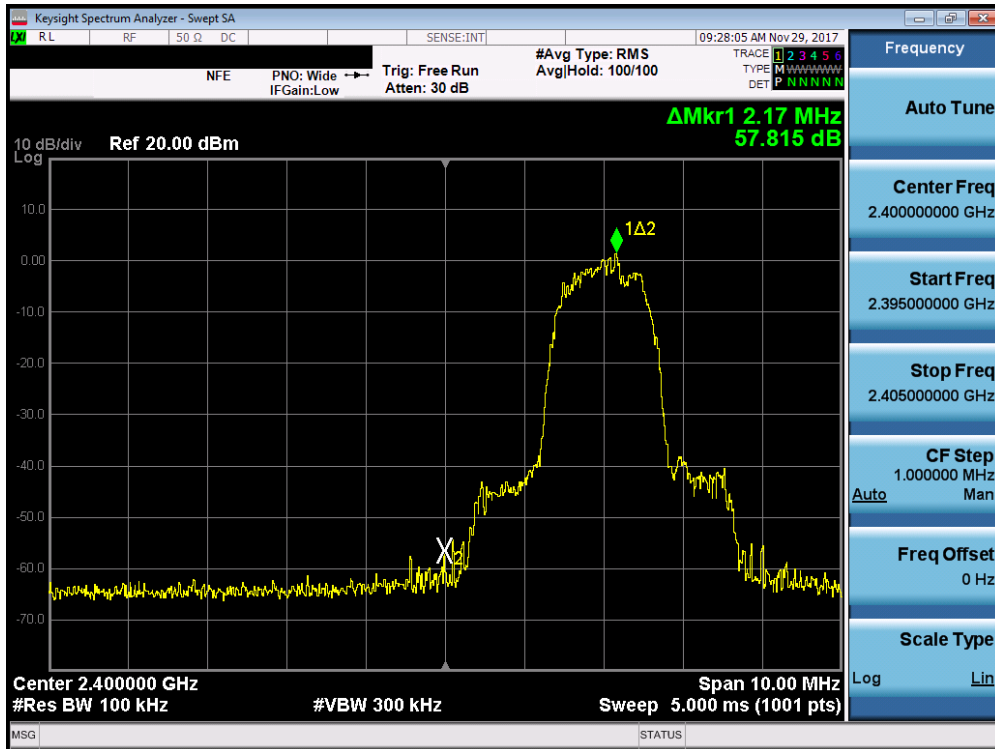 Keysight Spectrum Analyzer - Swept SA
LXI RL RF 50 Ω DC SENSE:INT 09:28:05 AM Nov 29, 2017
NFE PNO: Wide Trig: Free Run #Avg Type: RMS TRACE 1 2 3 4 5 6
IFGain:Low Atten: 30 dB Avg|Hold: 100/100 TYPE M WWWWW
DET P N N N N N
ΔMkr1 2.17 MHz
57.815 dB
10 dB/div Ref 20.00 dBm
Log
10.0
0.00
-10.0
-20.0
-30.0
-40.0
-50.0
-60.0
-70.0
1Δ2
X2
Center 2.400000 GHz Span 10.00 MHz
#Res BW 100 kHz #VBW 300 kHz Sweep 5.000 ms (1001 pts)
MSG STATUS
Frequency
Auto Tune
Center Freq
2.400000000 GHz
Start Freq
2.395000000 GHz
Stop Freq
2.405000000 GHz
CF Step
1.000000 MHz
Auto Man
Freq Offset
0 Hz
Scale Type
Log Lin